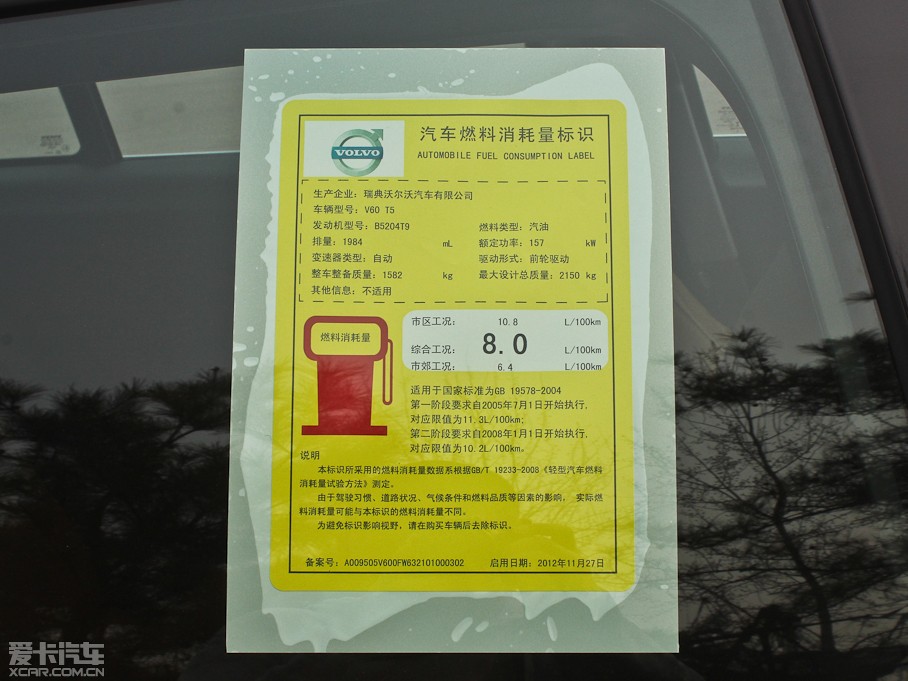 VOLVO
汽车燃料消耗量标识
AUTOMOBILE FUEL CONSUMPTION LABEL
生产企业: 瑞典沃尔沃汽车有限公司
车辆型号: V60 T5
发动机型号: B5204T9 燃料类型: 汽油
排量: 1984 mL 额定功率: 157 kW
变速器类型: 自动 驱动形式: 前轮驱动
整车整备质量: 1582 kg 最大设计总质量: 2150 kg
其他信息: 不适用
燃料消耗量
市区工况: 10.8 L/100km
综合工况: 8.0 L/100km
市郊工况: 6.4 L/100km
适用于国家标准为GB 19578-2004
第一阶段要求自2005年7月1日开始执行,
对应限值为11.3L/100km;
第二阶段要求自2008年1月1日开始执行,
对应限值为10.2L/100km。
说明
本标识所采用的燃料消耗量数据系根据GB/T 19233-2008《轻型汽车燃料
消耗量试验方法》测定。
由于驾驶习惯、道路状况、气候条件和燃料品质等因素的影响, 实际燃
料消耗量可能与本标识的燃料消耗量不同。
为避免标识影响视野, 请在购买车辆后去除标识。
备案号: A009505V600FW632101000302 启用日期: 2012年11月27日
爱卡汽车
XCAR.COM.CN